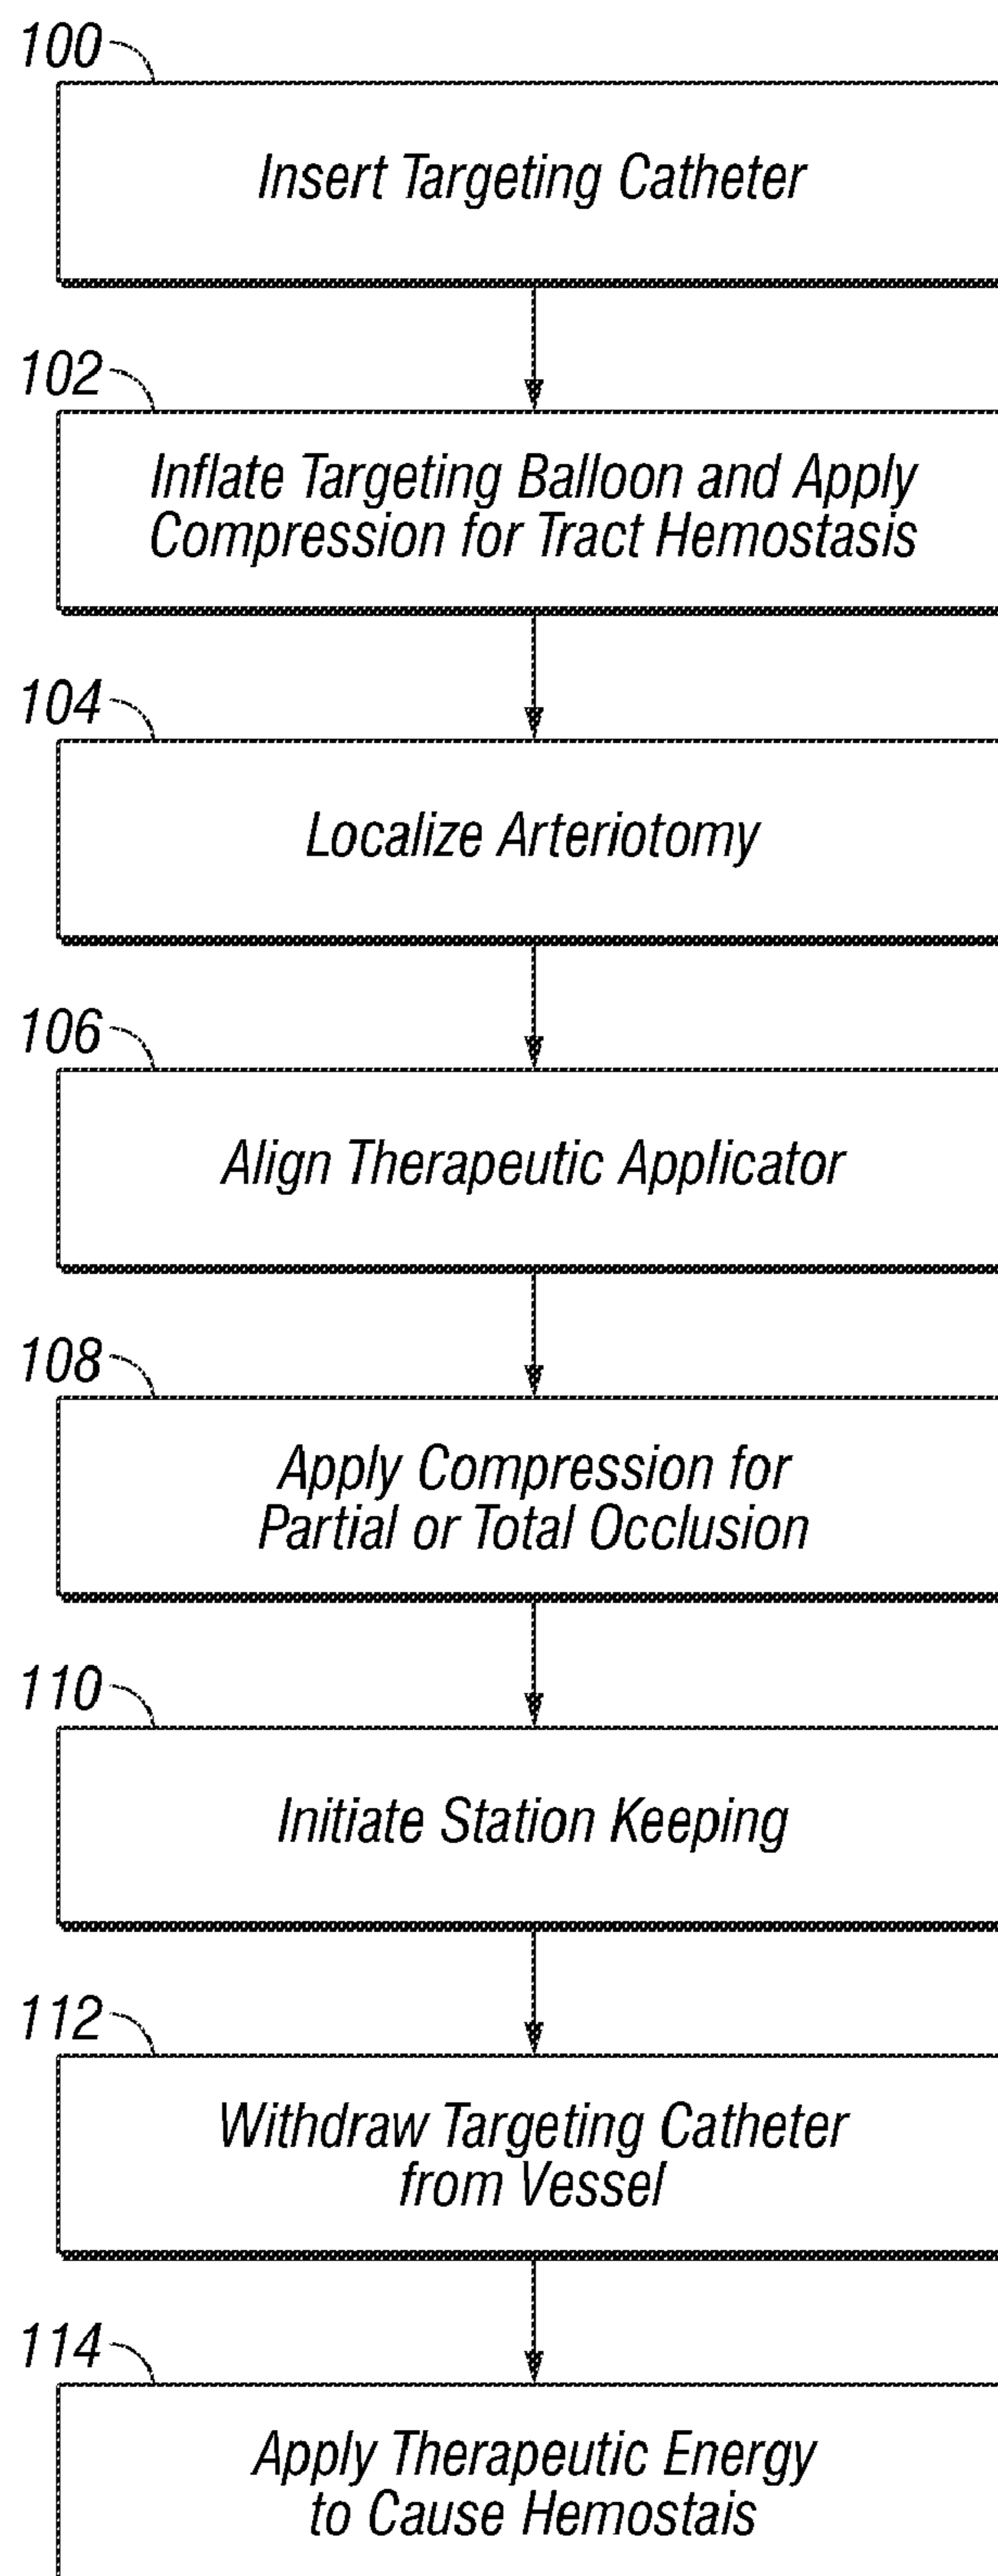 100
Insert Targeting Catheter
102
Inflate Targeting Balloon and Apply
Compression for Tract Hemostasis
104
Localize Arteriotomy
106
Align Therapeutic Applicator
108
Apply Compression for
Partial or Total Occlusion
110
Initiate Station Keeping
112
Withdraw Targeting Catheter
from Vessel
114
Apply Therapeutic Energy
to Cause Hemostais